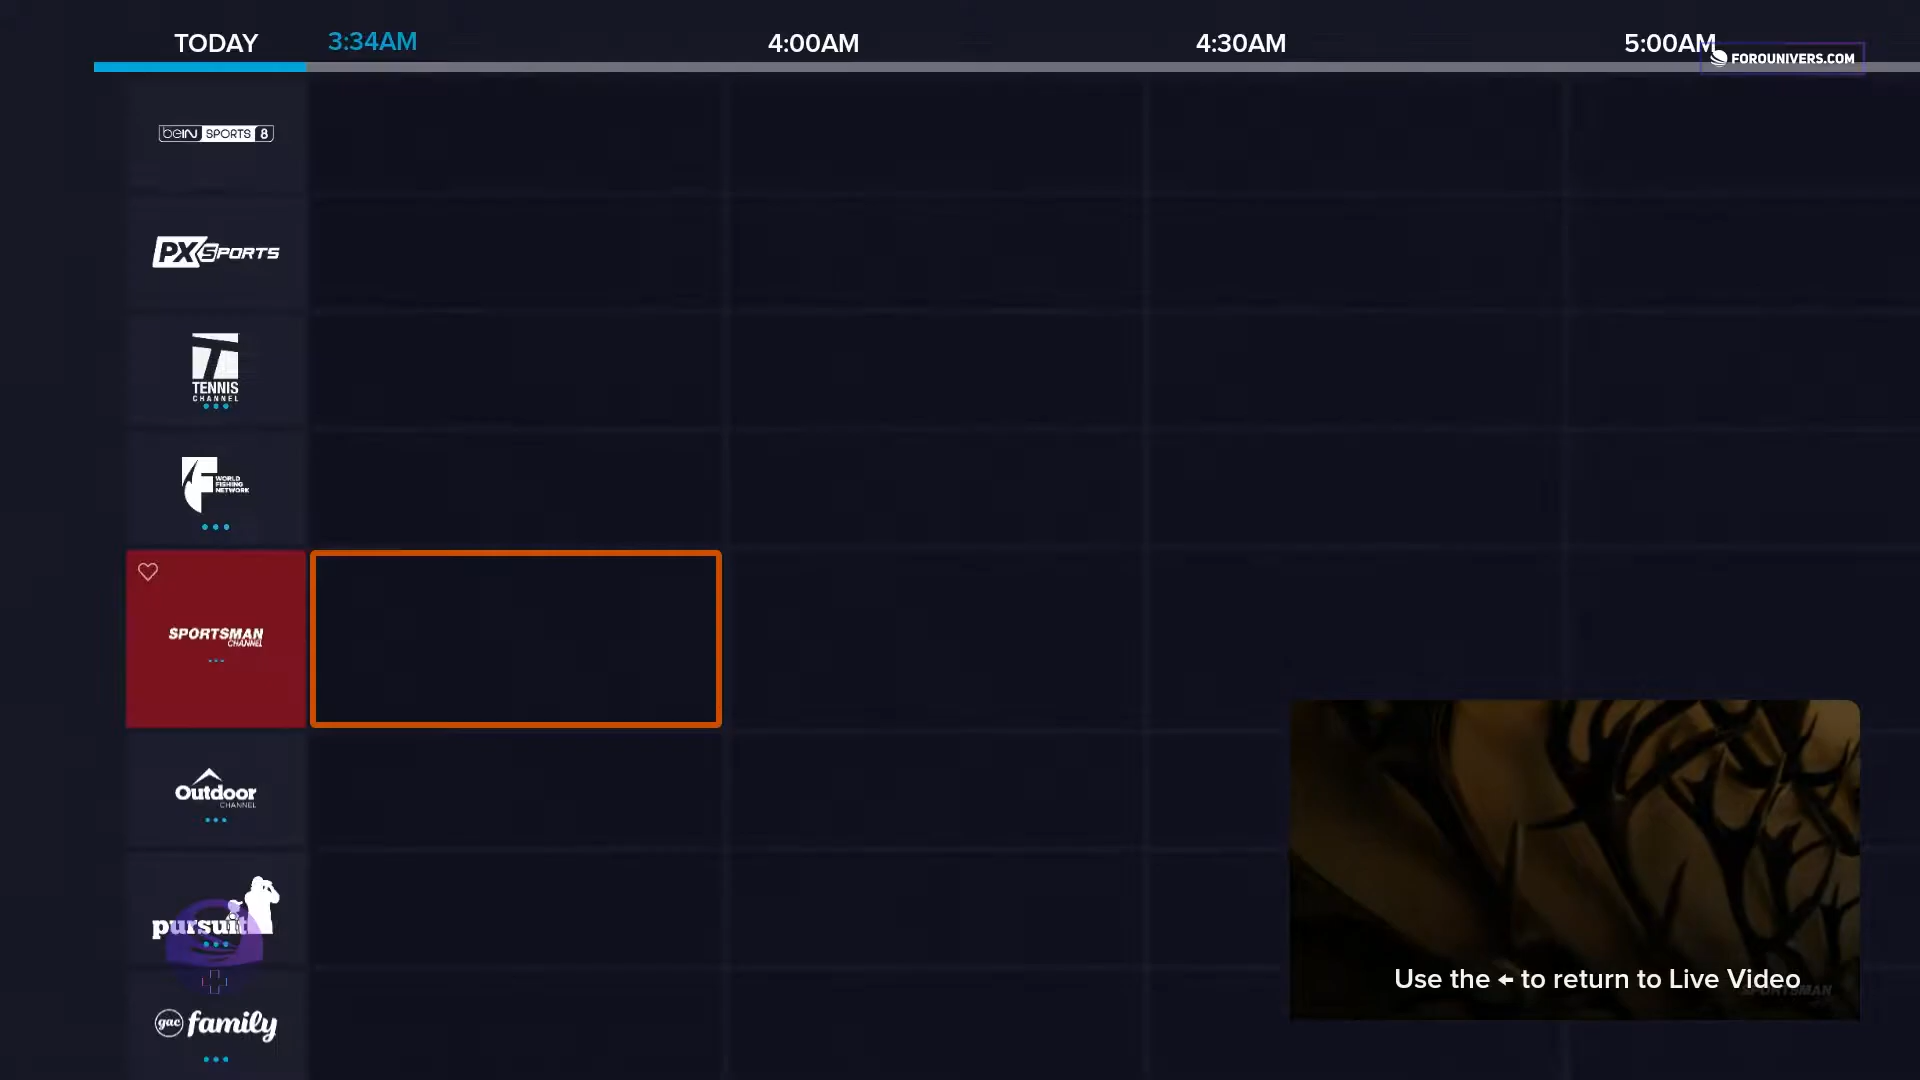 TODAY 3:34AM 4:00AM 4:30AM 5:00AM
FOROUNIVERS.COM
beIN SPORTS 8
PX SPORTS
T
TENNIS
CHANNEL
WORLD
FISHING
NETWORK
SPORTSMAN
CHANNEL
Outdoor
CHANNEL
pursuit
gac family
Use the ← to return to Live Video
SPORTSMAN